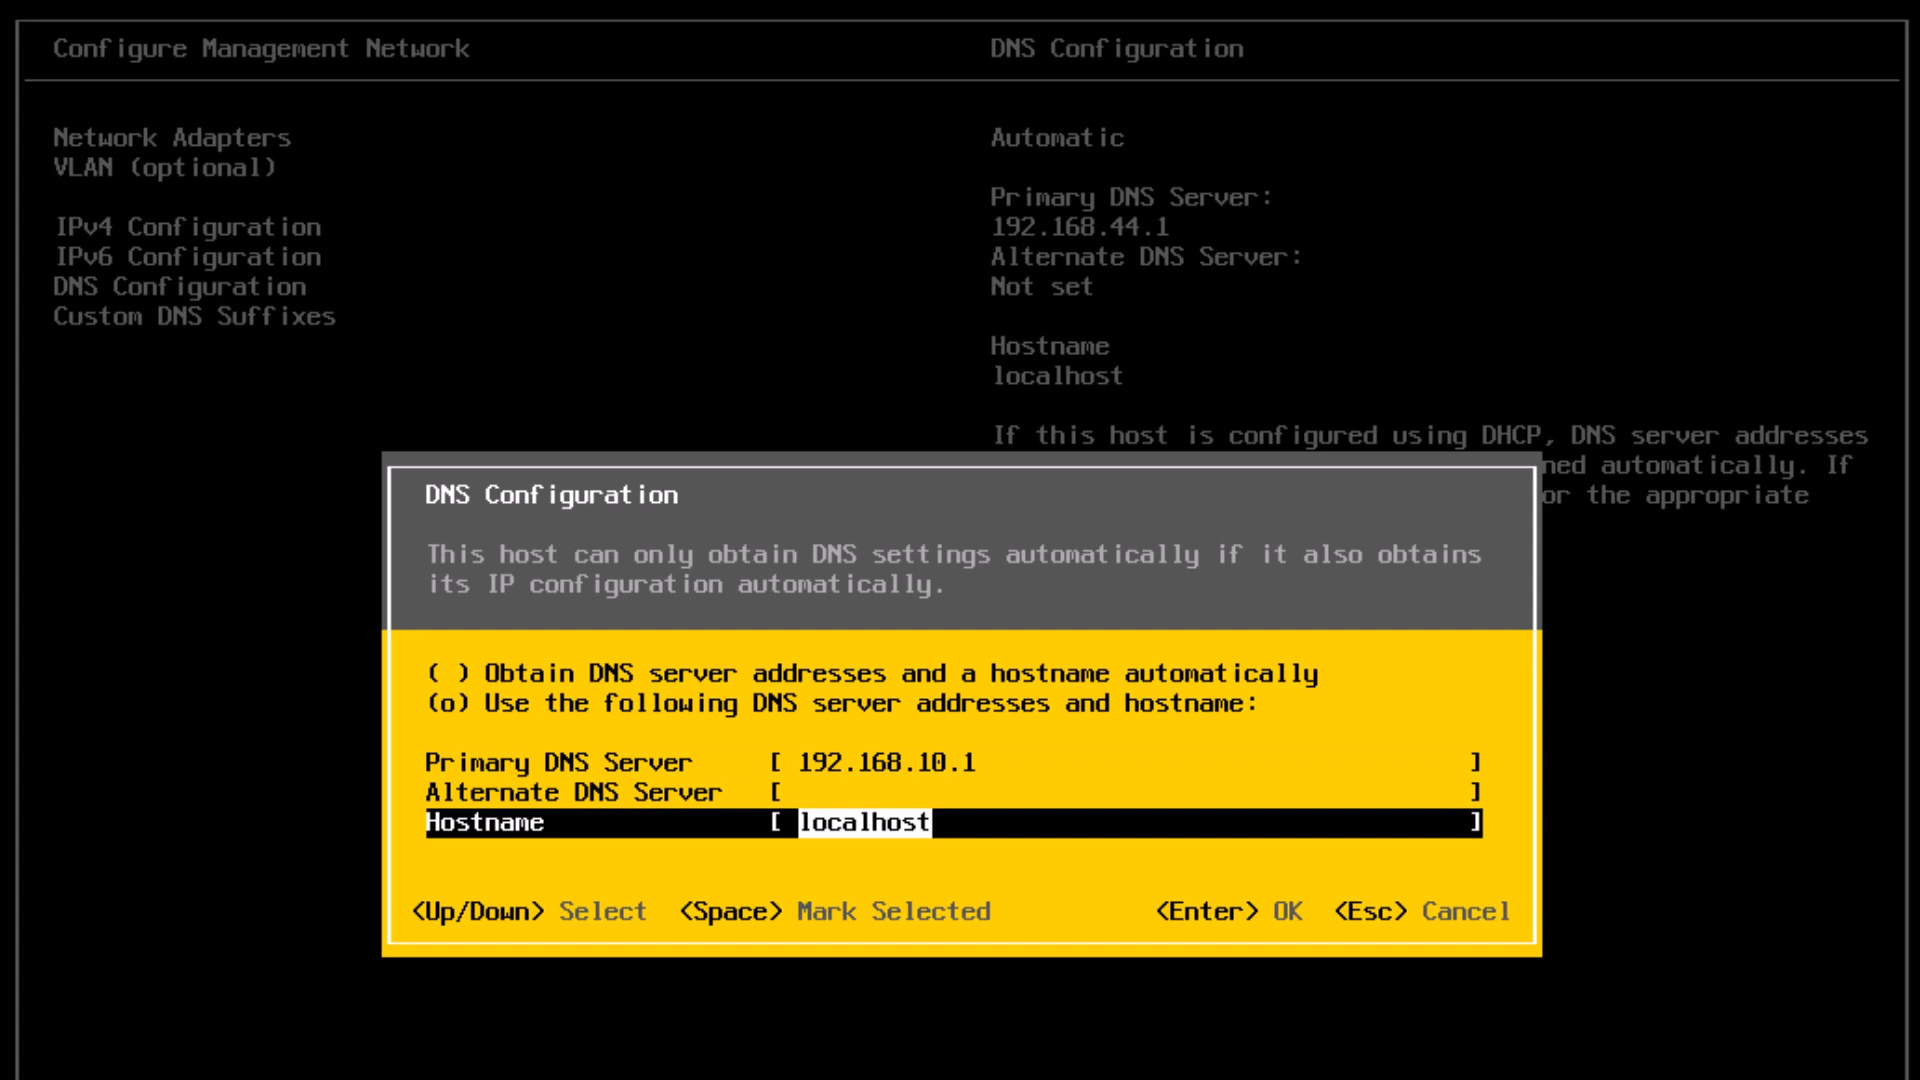 Configure Management Network
DNS Configuration
Network Adapters
VLAN (optional)
IPv4 Configuration
IPv6 Configuration
DNS Configuration
Custom DNS Suffixes
Automatic
Primary DNS Server:
192.168.44.1
Alternate DNS Server:
Not set
Hostname
localhost
If this host is configured using DHCP, DNS server addresses
ned automatically. If
or the appropriate
DNS Configuration
This host can only obtain DNS settings automatically if it also obtains
its IP configuration automatically.
( ) Obtain DNS server addresses and a hostname automatically
(o) Use the following DNS server addresses and hostname:
Primary DNS Server [ 192.168.10.1 ]
Alternate DNS Server [ ]
Hostname [ localhost ]
<Up/Down> Select <Space> Mark Selected <Enter> OK <Esc> Cancel